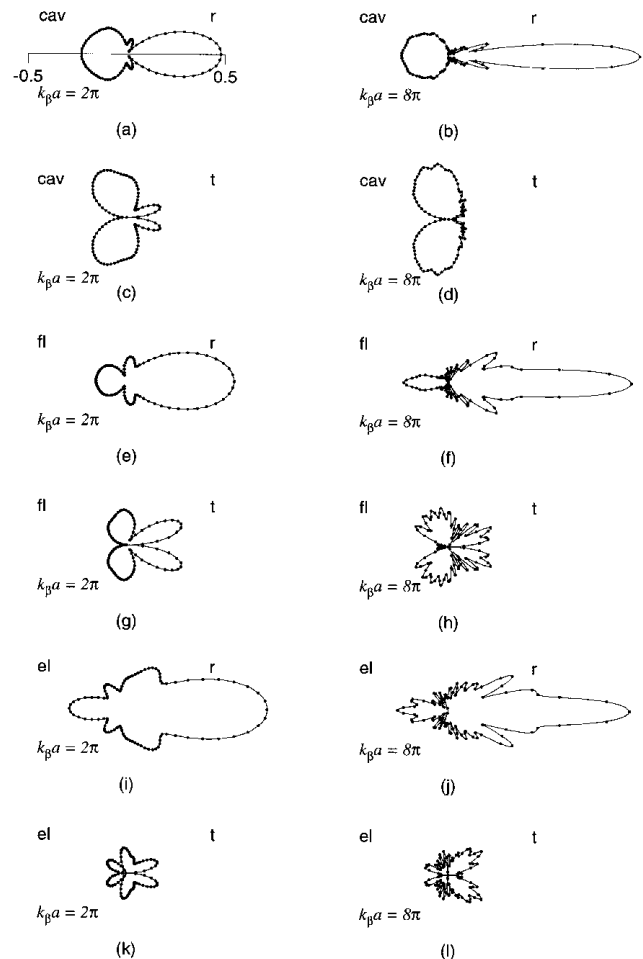 cav r
-0.5 0.5
kβa = 2π
(a)
cav r
kβa = 8π
(b)
cav t
kβa = 2π
(c)
cav t
kβa = 8π
(d)
fl r
kβa = 2π
(e)
fl r
kβa = 8π
(f)
fl t
kβa = 2π
(g)
fl t
kβa = 8π
(h)
el r
kβa = 2π
(i)
el r
kβa = 8π
(j)
el t
kβa = 2π
(k)
el t
kβa = 8π
(l)